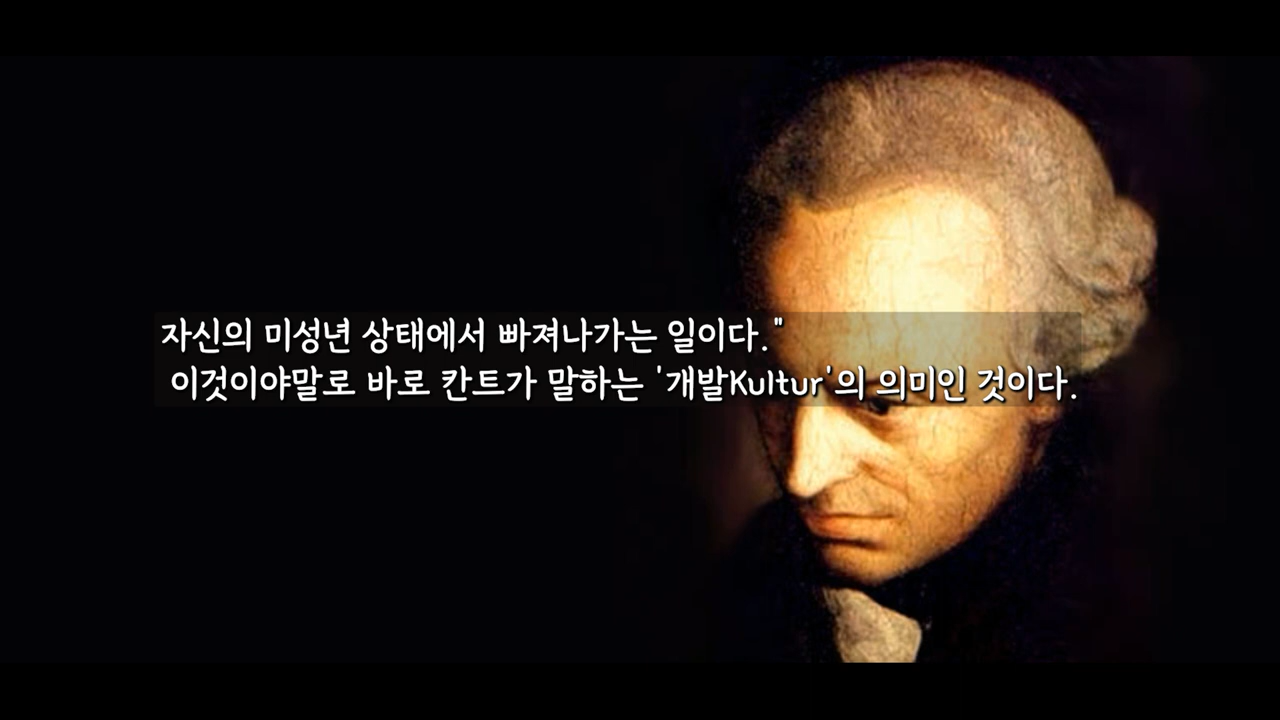 자신의 미성년 상태에서 빠져나가는 일이다."
이것이야말로 바로 칸트가 말하는 '개발Kultur'의 의미인 것이다.